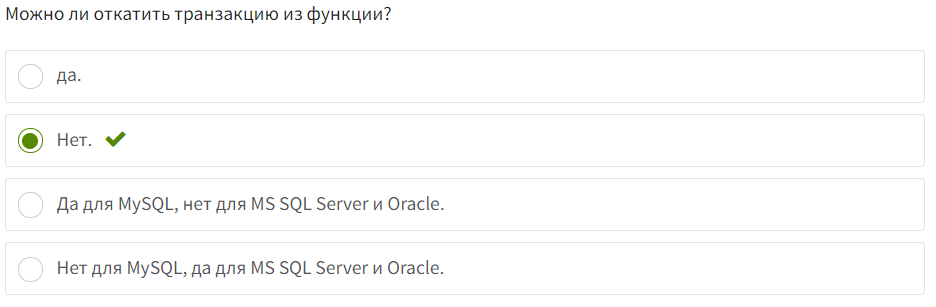 Можно ли откатить транзакцию из функции?
да.
Нет.
Да для MySQL, нет для MS SQL Server и Oracle.
Нет для MySQL, да для MS SQL Server и Oracle.